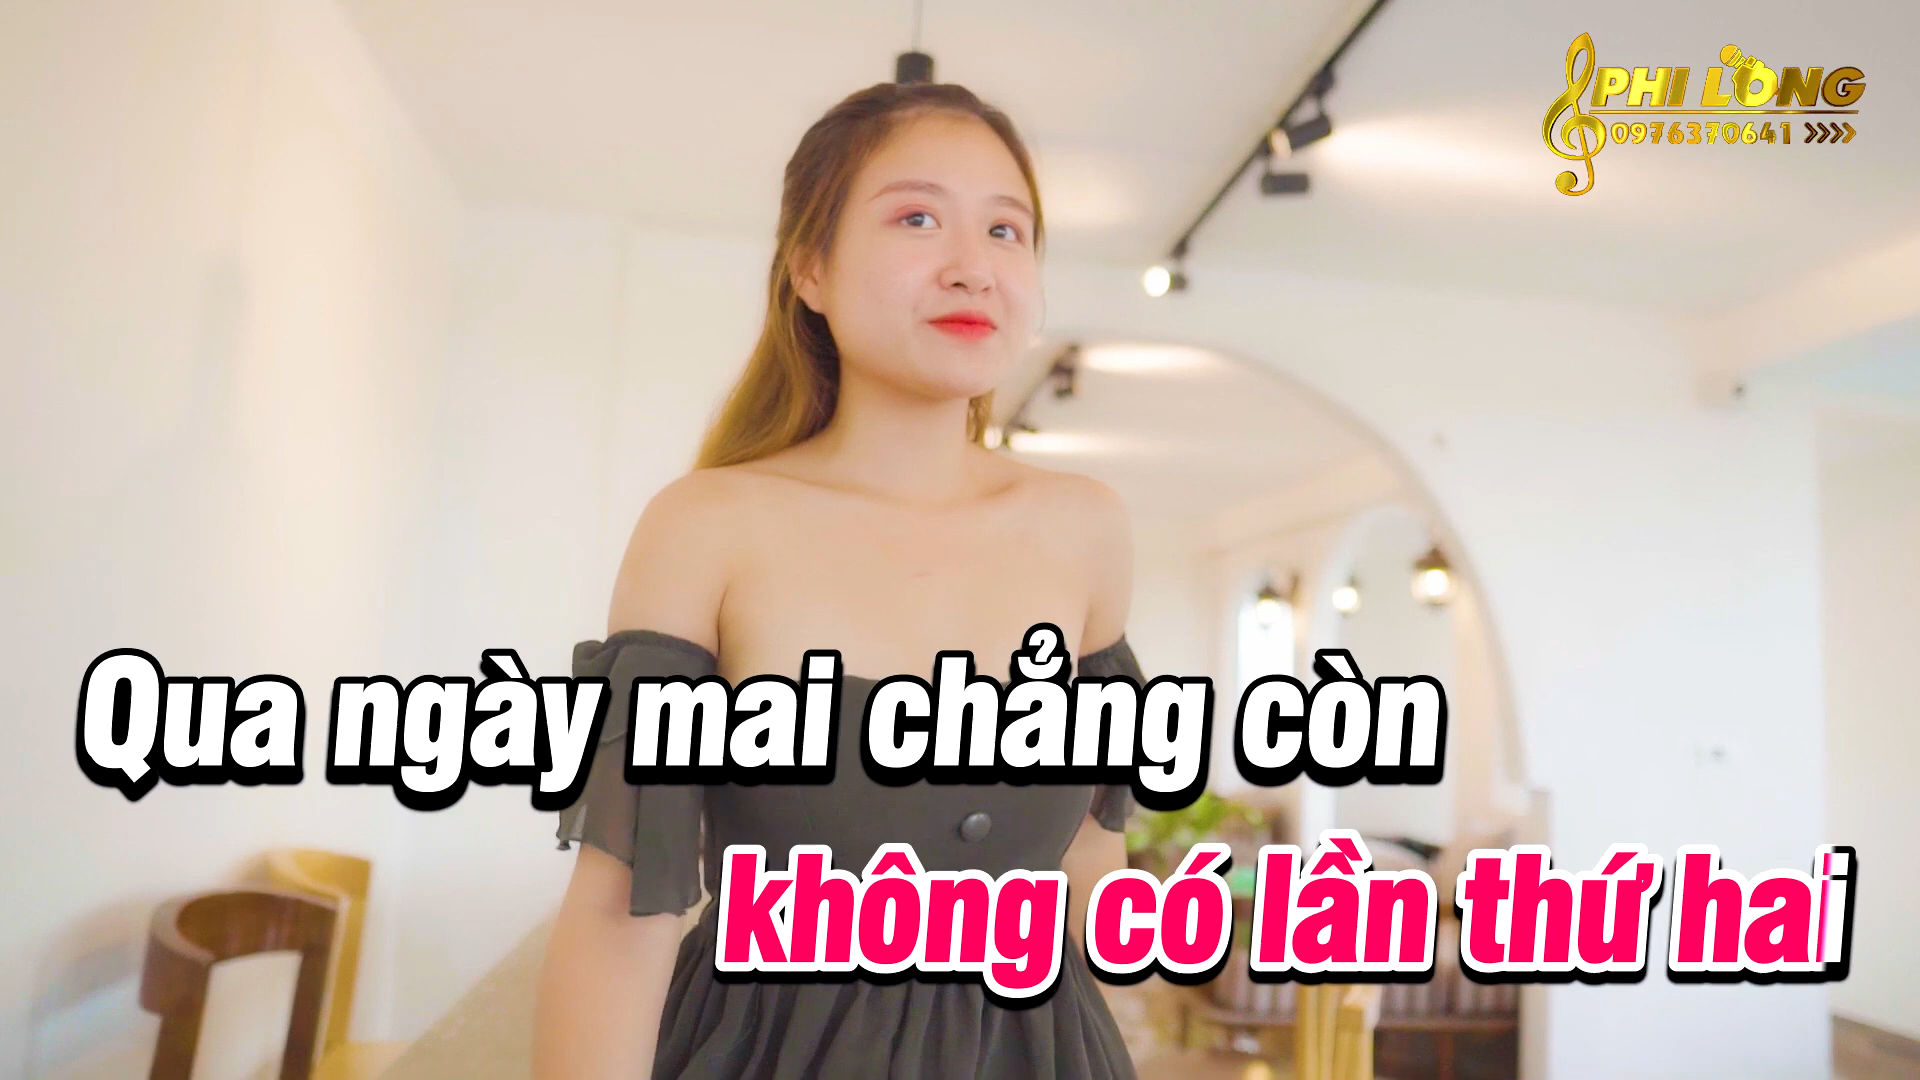 PHI LONG
0976370641 >>>>
Qua ngày mai chẳng còn
không có lần thứ hai